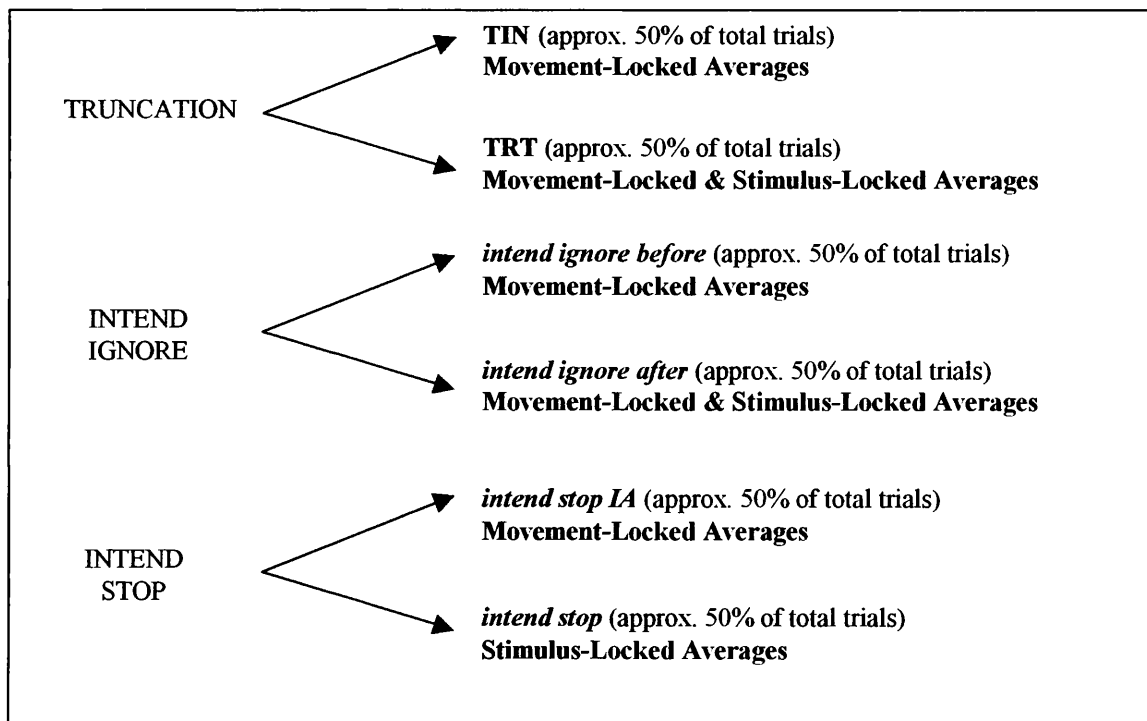 TRUNCATION
TIN (approx. 50% of total trials)
Movement-Locked Averages
TRT (approx. 50% of total trials)
Movement-Locked & Stimulus-Locked Averages
INTEND
IGNORE
intend ignore before (approx. 50% of total trials)
Movement-Locked Averages
intend ignore after (approx. 50% of total trials)
Movement-Locked & Stimulus-Locked Averages
INTEND
STOP
intend stop IA (approx. 50% of total trials)
Movement-Locked Averages
intend stop (approx. 50% of total trials)
Stimulus-Locked Averages